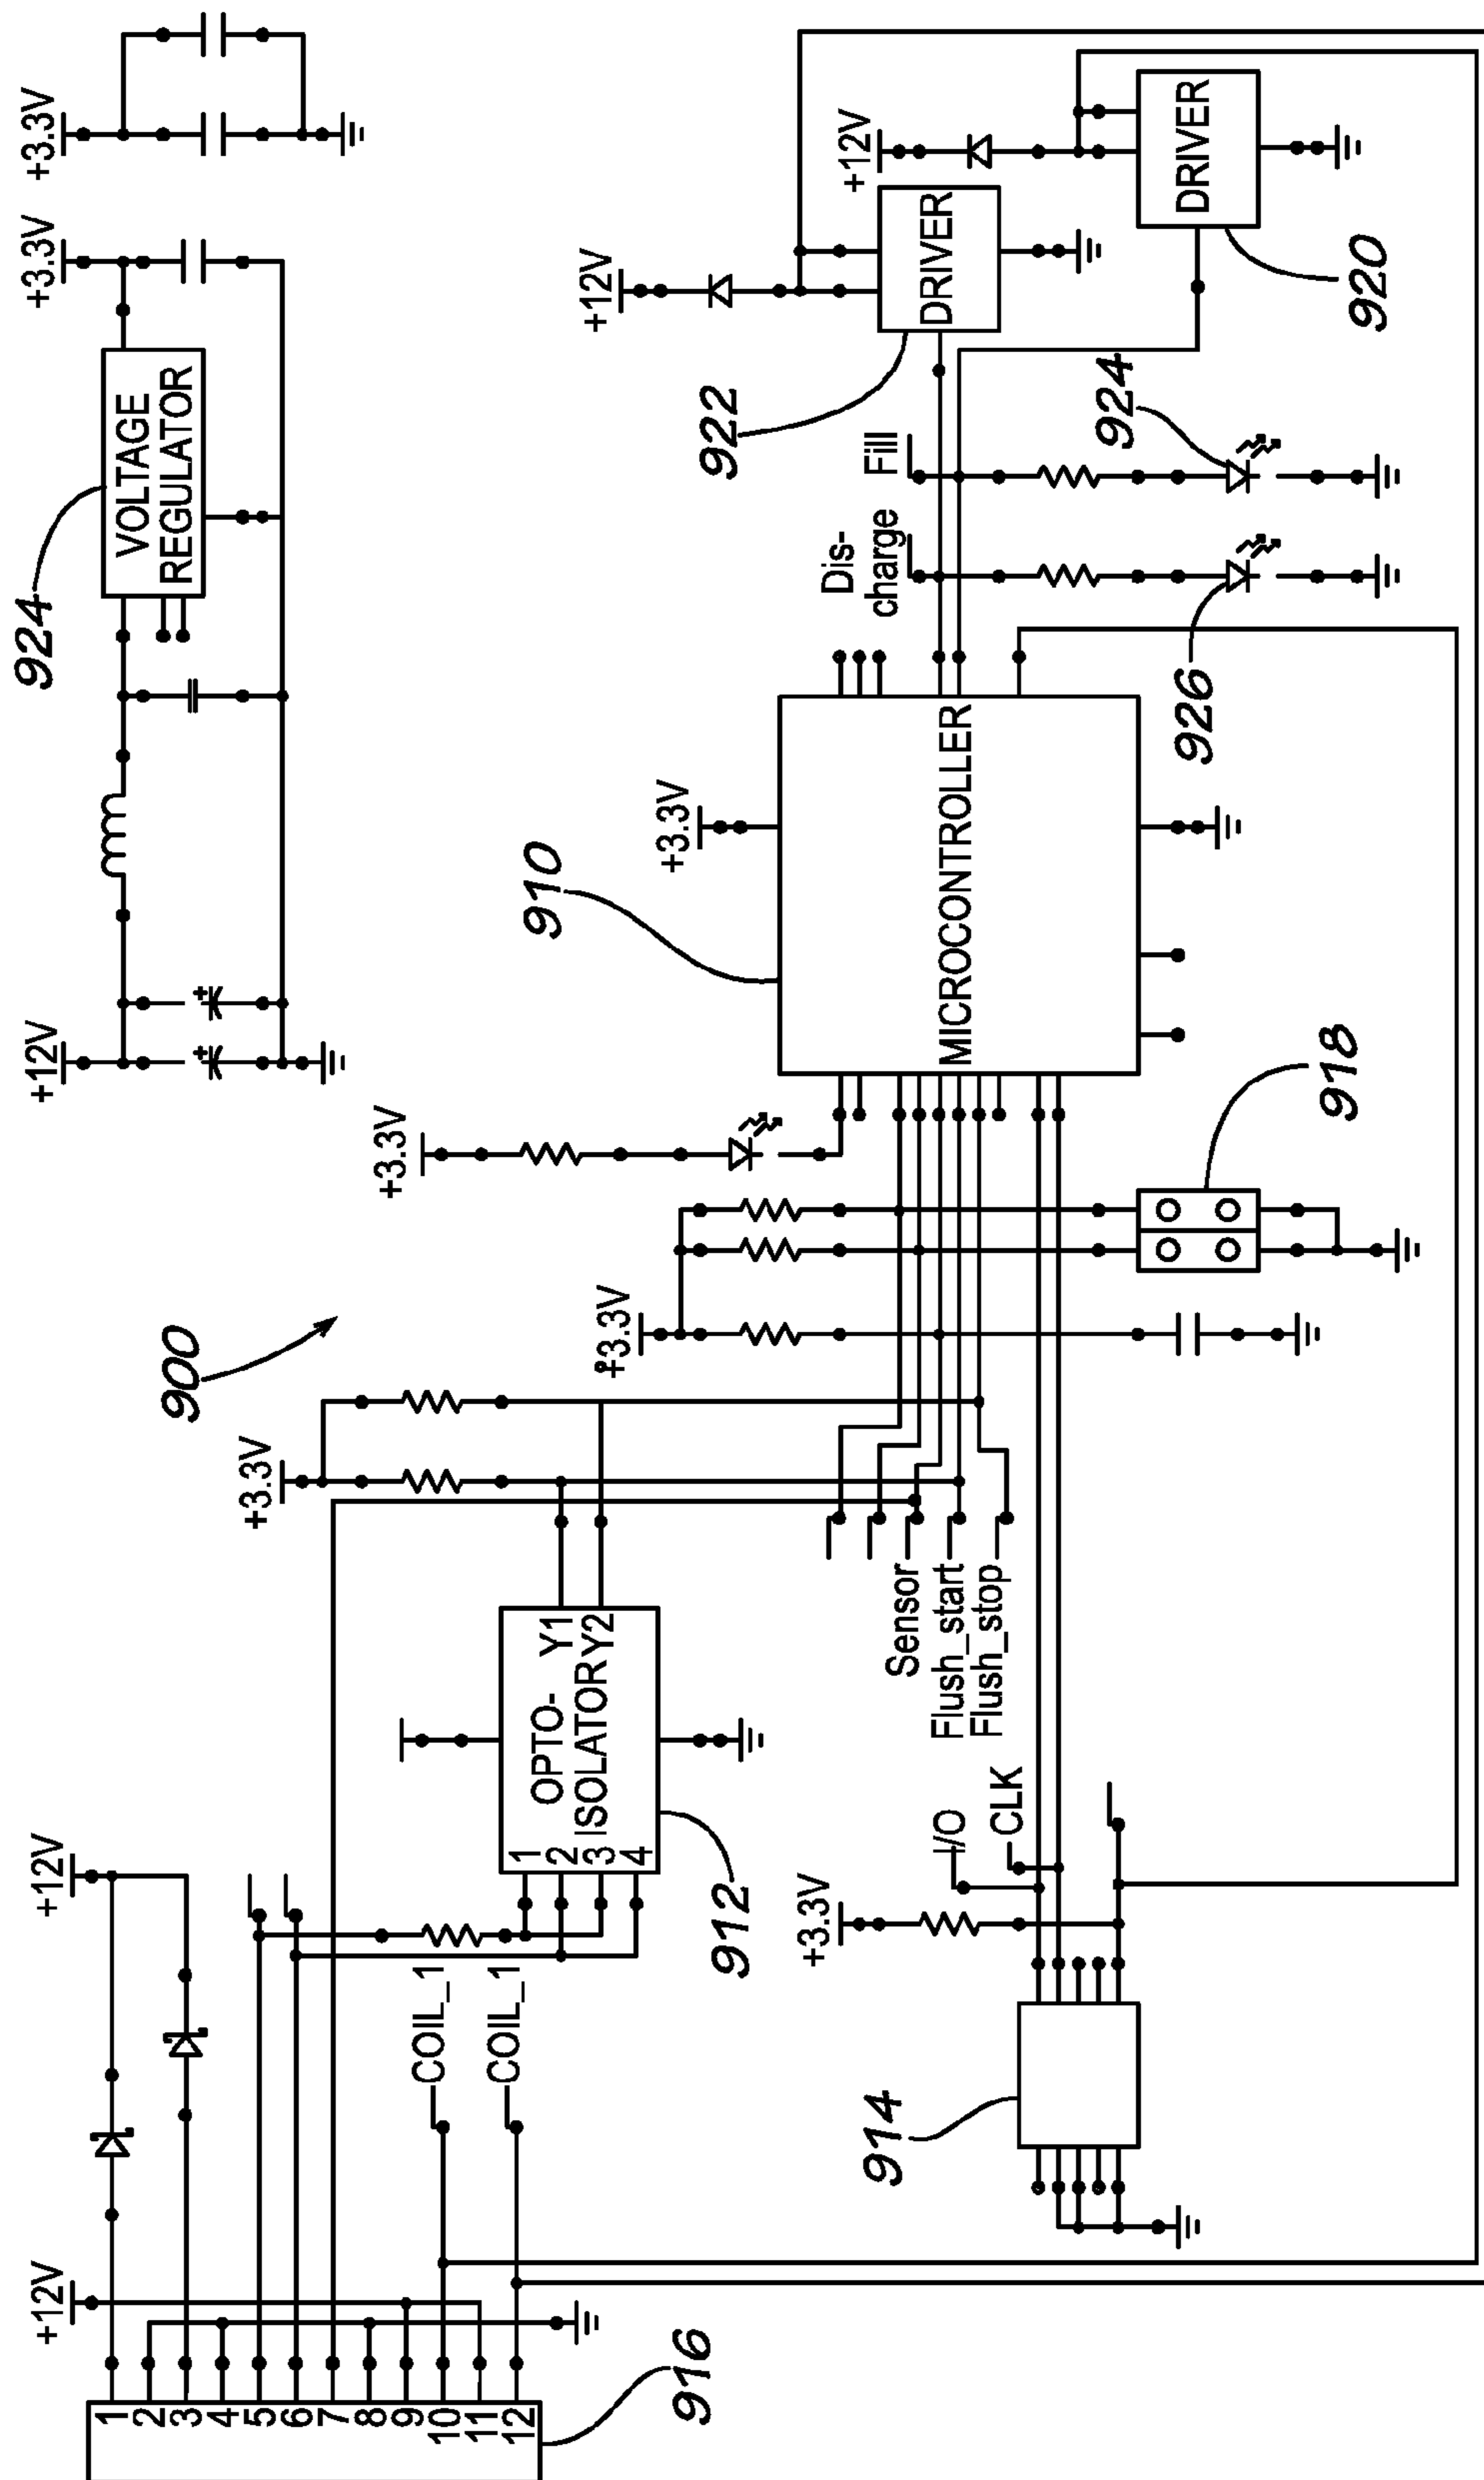 +12V
+12V
1
2
3
4
5
6
7
8
9
10
11
12
916
COIL_1
COIL_1
OPTO-
ISOLATOR
1
2
3
4
Y1
Y2
912
900
+3.3V
+3.3V
+3.3V
Sensor
Flush_start
Flush_stop
I/O
CLK
+3.3V
914
918
MICROCONTROLLER
910
+3.3V
+12V
VOLTAGE
REGULATOR
924
+3.3V
+3.3V
Dis-
charge
Fill
926
924
+12V
DRIVER
922
+12V
DRIVER
920